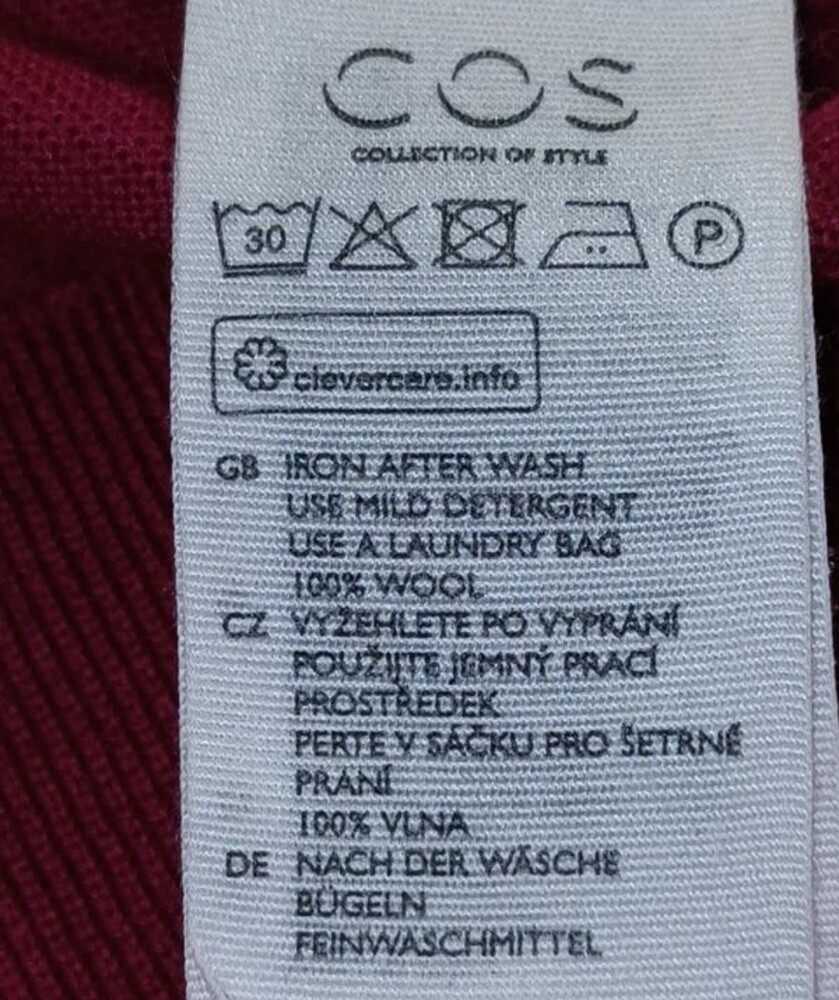 COS
COLLECTION OF STYLE
30 P
clevercare.info
GB IRON AFTER WASH
USE MILD DETERGENT
USE A LAUNDRY BAG
100% WOOL
CZ VYŽEHLETE PO VYPRÁNÍ
POUŽIJTE JEMNÝ PRACÍ
PROSTŘEDEK
PERTE V SÁČKU PRO ŠETRNÉ
PRANÍ
100% VLNA
DE NACH DER WÄSCHE
BÜGELN
FEINWASCHMITTEL